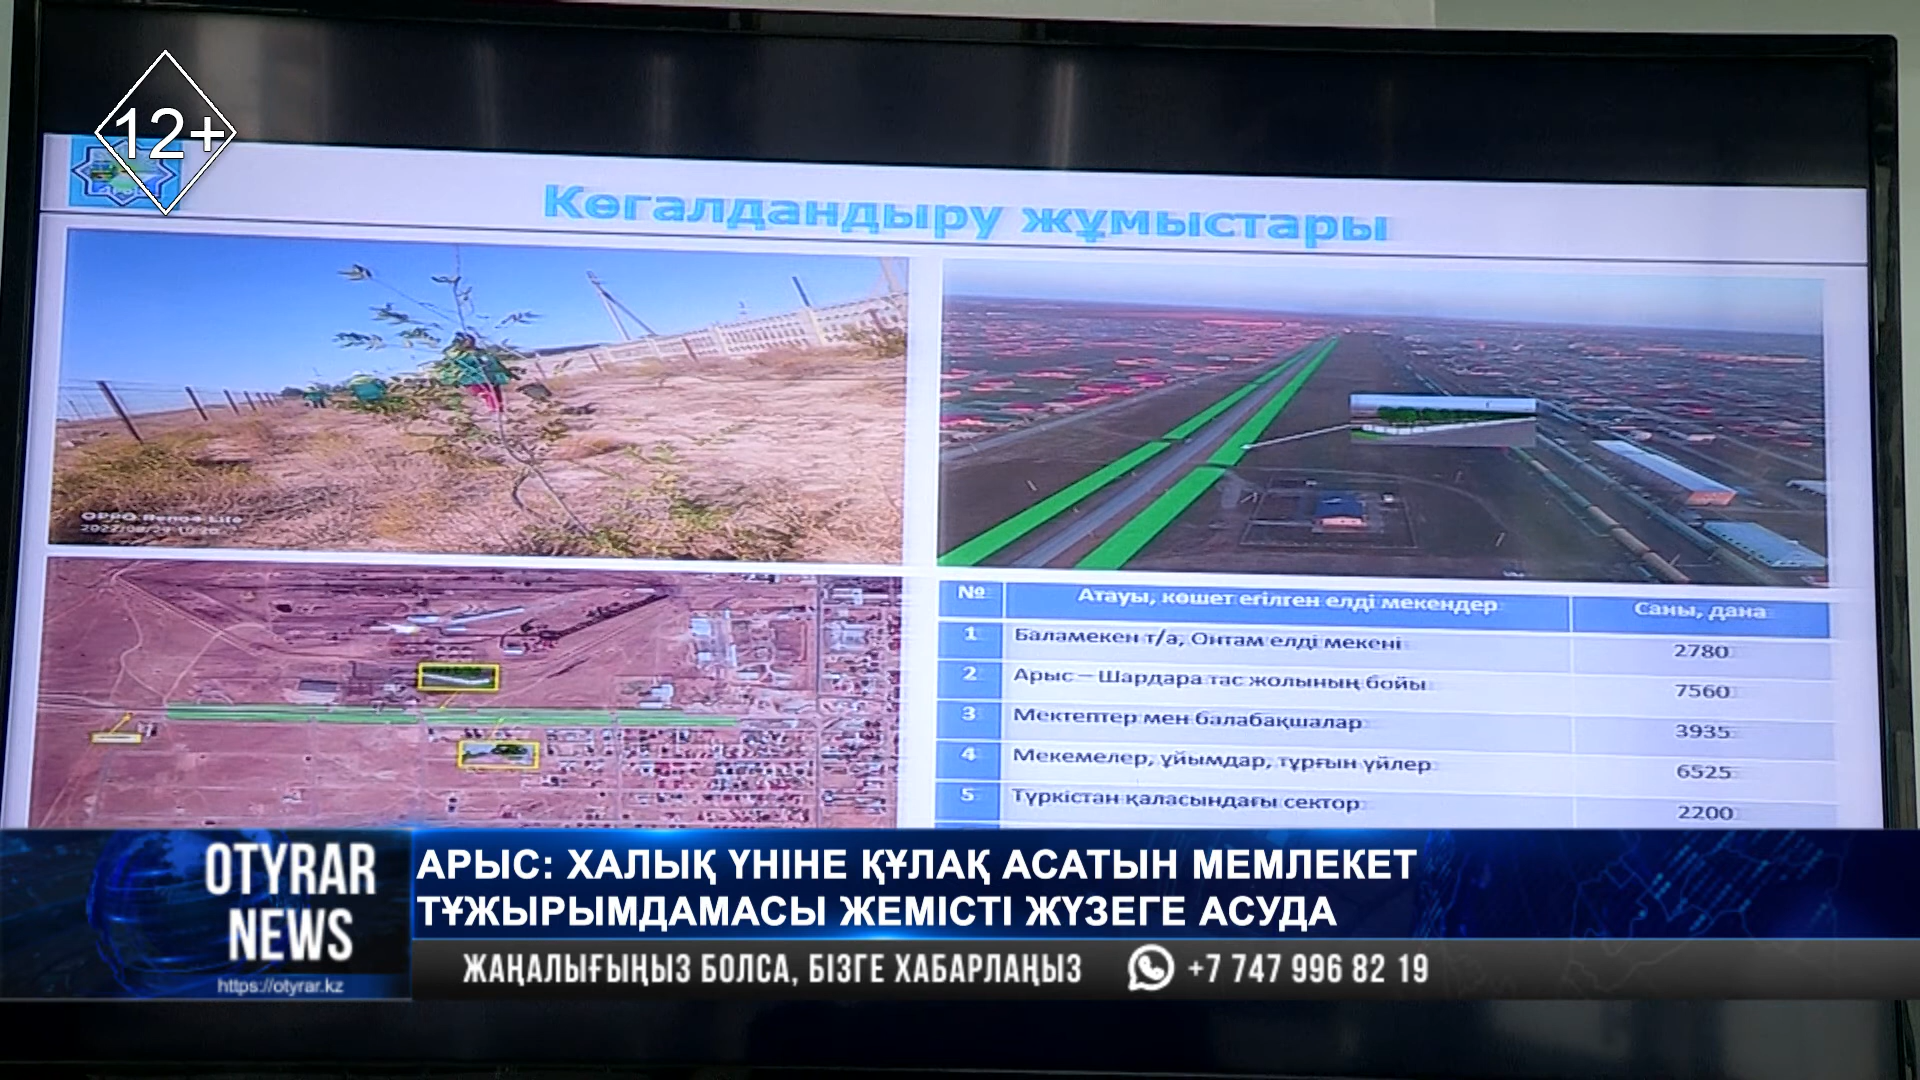 12+
Көгалдандыру жұмыстары
№ Атауы, көшет егілген елді мекендер Саны, дана
1 Баламекен т/а, Онтам елді мекені 2780
2 Арыс – Шардара тас жолының бойы 7560
3 Мектептер мен балабақшалар 3935
4 Мекемелер, ұйымдар, тұрғын үйлер 6525
5 Түркістан қаласындағы сектор 2200
OTYRAR
NEWS
https://otyrar.kz
АРЫС: ХАЛЫҚ ҮНІНЕ ҚҰЛАҚ АСАТЫН МЕМЛЕКЕТ
ТҰЖЫРЫМДАМАСЫ ЖЕМІСТІ ЖҮЗЕГЕ АСУДА
ЖАҢАЛЫҒЫҢЫЗ БОЛСА, БІЗГЕ ХАБАРЛАҢЫЗ +7 747 996 82 19